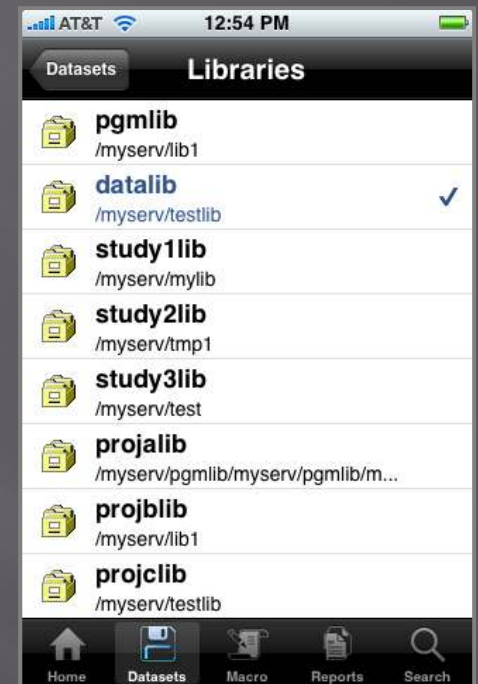 AT&T 12:54 PM
Datasets Libraries
pgmlib
/myserv/lib1
datalib
/myserv/testlib
study1lib
/myserv/mylib
study2lib
/myserv/tmp1
study3lib
/myserv/test
projalib
/myserv/pgmlib/myserv/pgmlib/m...
projblib
/myserv/lib1
projclib
/myserv/testlib
Home Datasets Macro Reports Search